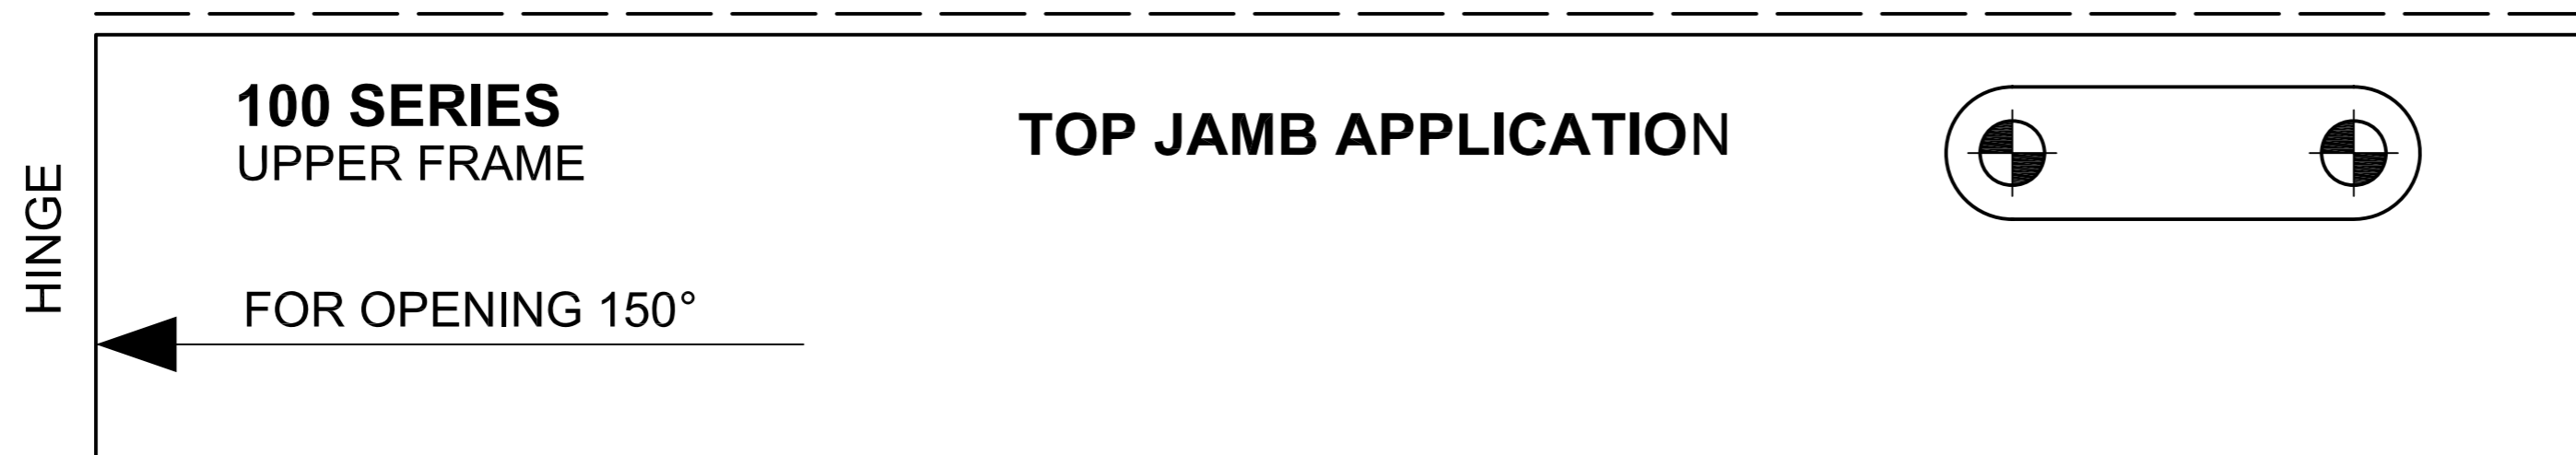 100 SERIES
UPPER FRAME
TOP JAMB APPLICATION
HINGE
FOR OPENING 150°